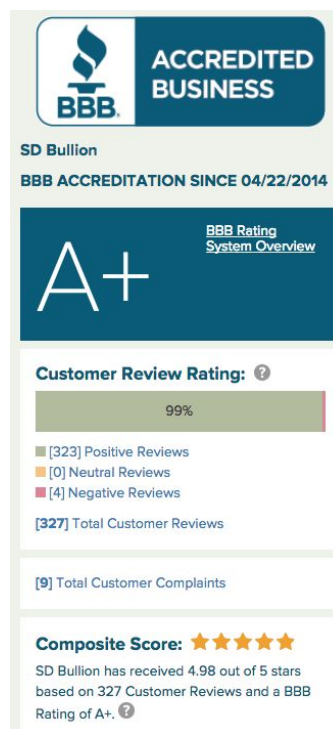 BBB.
ACCREDITED
BUSINESS
SD Bullion
BBB ACCREDITATION SINCE 04/22/2014
A+
BBB Rating
System Overview
Customer Review Rating: ?
99%
[323] Positive Reviews
[0] Neutral Reviews
[4] Negative Reviews
[327] Total Customer Reviews
[9] Total Customer Complaints
Composite Score:
SD Bullion has received 4.98 out of 5 stars
based on 327 Customer Reviews and a BBB
Rating of A+. ?